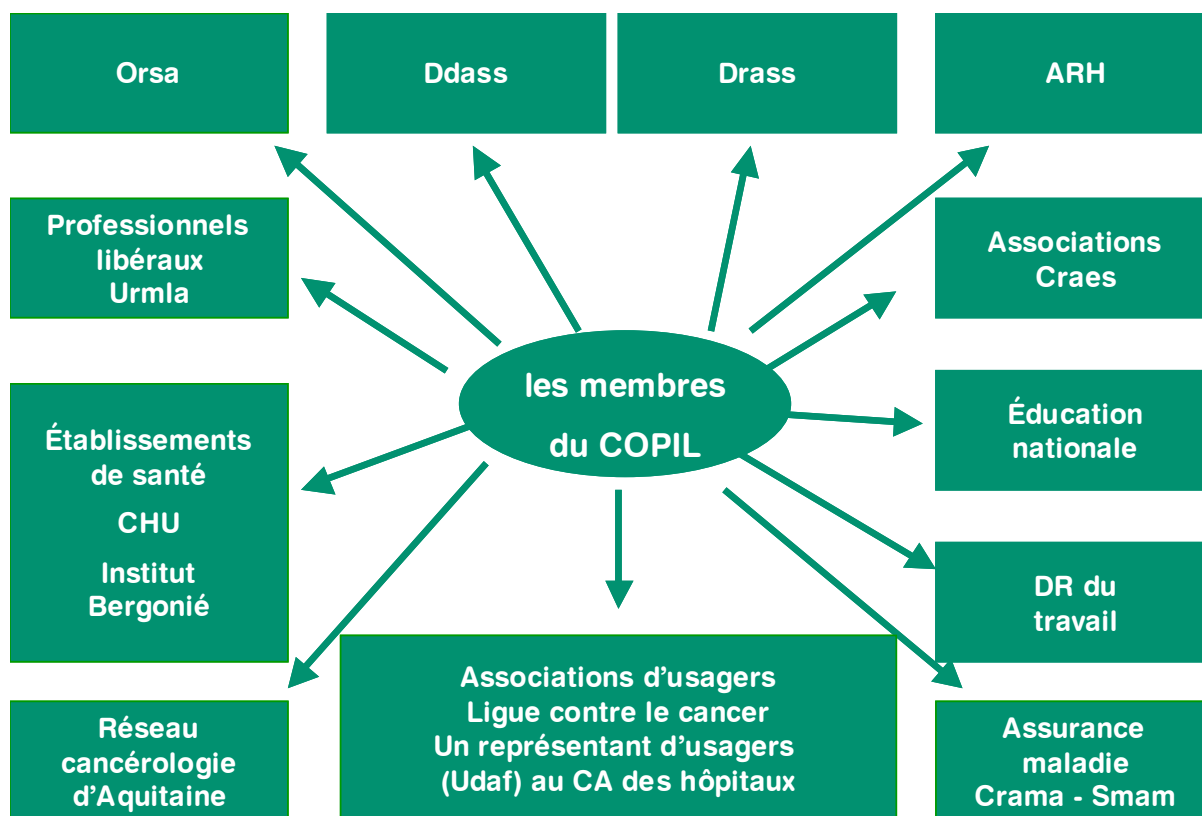 Orsa
Ddass
Drass
ARH
Professionnels
libéraux
Urmla
Associations
Craes
les membres
du COPIL
Établissements
de santé
CHU
Institut
Bergonié
Éducation
nationale
DR du
travail
Réseau
cancérologie
d’Aquitaine
Associations d’usagers
Ligue contre le cancer
Un représentant d’usagers
(Udaf) au CA des hôpitaux
Assurance
maladie
Crama - Smam